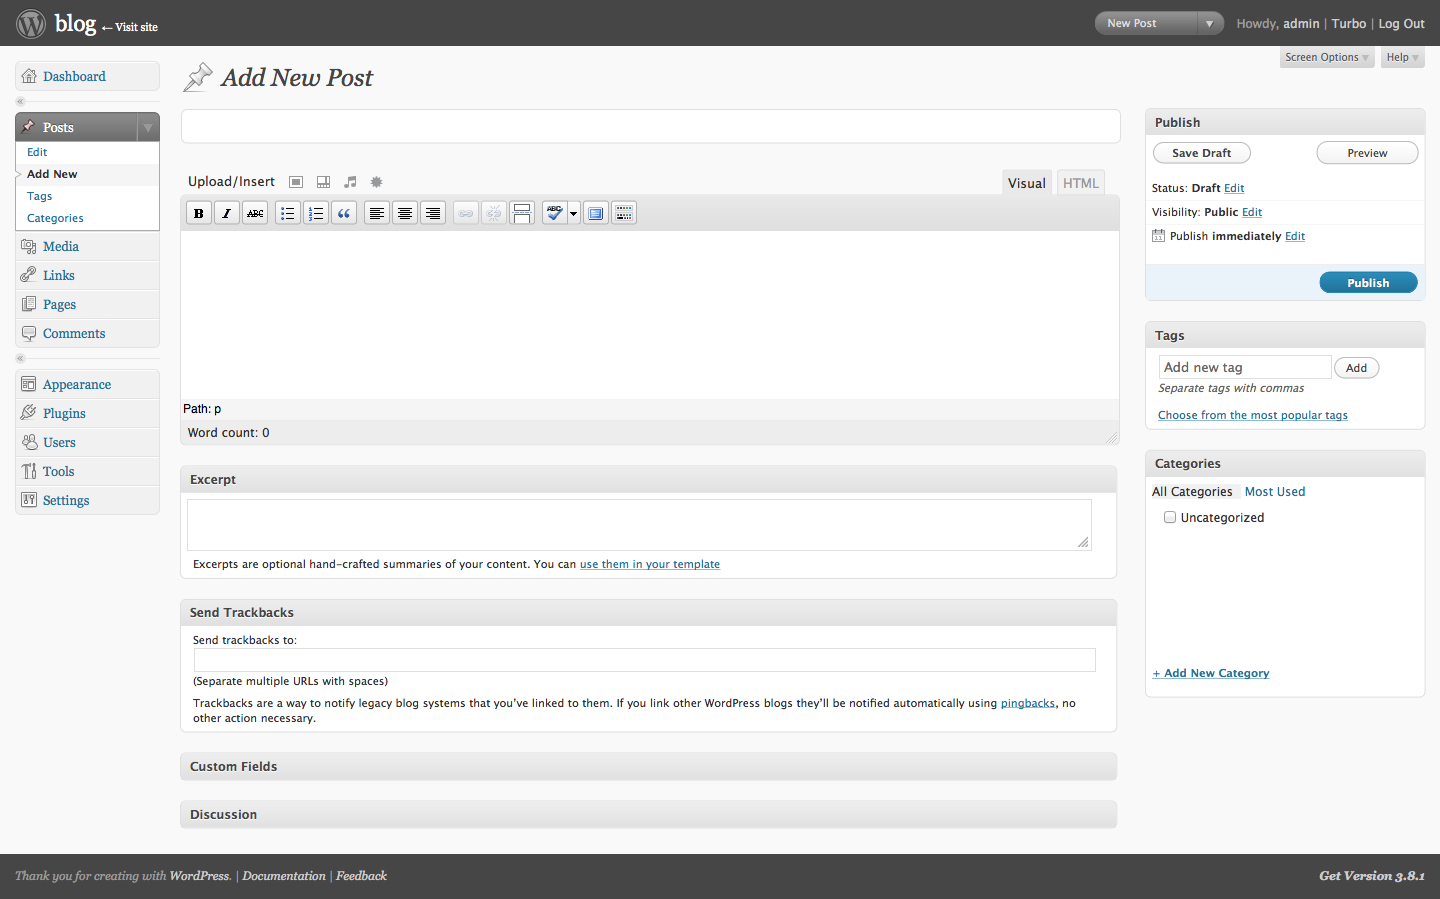 blog ← Visit site
New Post
Howdy, admin | Turbo | Log Out
Screen Options
Help
Dashboard
Posts
Edit
Add New
Tags
Categories
Media
Links
Pages
Comments
Appearance
Plugins
Users
Tools
Settings
Add New Post
Upload/Insert
Visual
HTML
B I ABC
ABC
Path: p
Word count: 0
Excerpt
Excerpts are optional hand-crafted summaries of your content. You can use them in your template
Send Trackbacks
Send trackbacks to:
(Separate multiple URLs with spaces)
Trackbacks are a way to notify legacy blog systems that you've linked to them. If you link other WordPress blogs they'll be notified automatically using pingbacks, no
other action necessary.
Custom Fields
Discussion
Publish
Save Draft
Preview
Status: Draft Edit
Visibility: Public Edit
Publish immediately Edit
Publish
Tags
Add new tag
Add
Separate tags with commas
Choose from the most popular tags
Categories
All Categories
Most Used
Uncategorized
+ Add New Category
Thank you for creating with WordPress. | Documentation | Feedback
Get Version 3.8.1